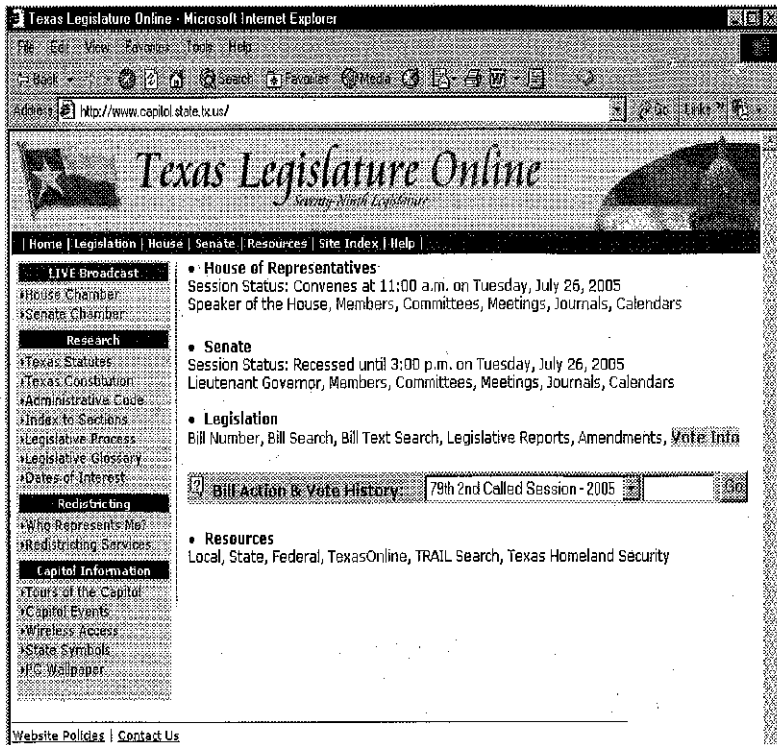 Texas Legislature Online - Microsoft Internet Explorer
File Edit View Favorites Tools Help
Back Search Favorites Media
Address http://www.capitol.state.tx.us/ Go Links »
Texas Legislature Online
Seventy-Ninth Legislature
| Home | Legislation | House | Senate | Resources | Site Index | Help |
LIVE Broadcast
House Chamber
Senate Chamber
Research
Texas Statutes
Texas Constitution
Administrative Code
Index to Sections
Legislative Process
Legislative Glossary
Dates of Interest
Redistricting
Who Represents Me?
Redistricting Services
Capitol Information
Tours of the Capitol
Capitol Events
Wireless Access
State Symbols
PC Wallpaper
• House of Representatives
Session Status: Convenes at 11:00 a.m. on Tuesday, July 26, 2005
Speaker of the House, Members, Committees, Meetings, Journals, Calendars
• Senate
Session Status: Recessed until 3:00 p.m. on Tuesday, July 26, 2005
Lieutenant Governor, Members, Committees, Meetings, Journals, Calendars
• Legislation
Bill Number, Bill Search, Bill Text Search, Legislative Reports, Amendments, Vote Info
? Bill Action & Vote History: 79th 2nd Called Session - 2005 Go
• Resources
Local, State, Federal, TexasOnline, TRAIL Search, Texas Homeland Security
Website Policies | Contact Us